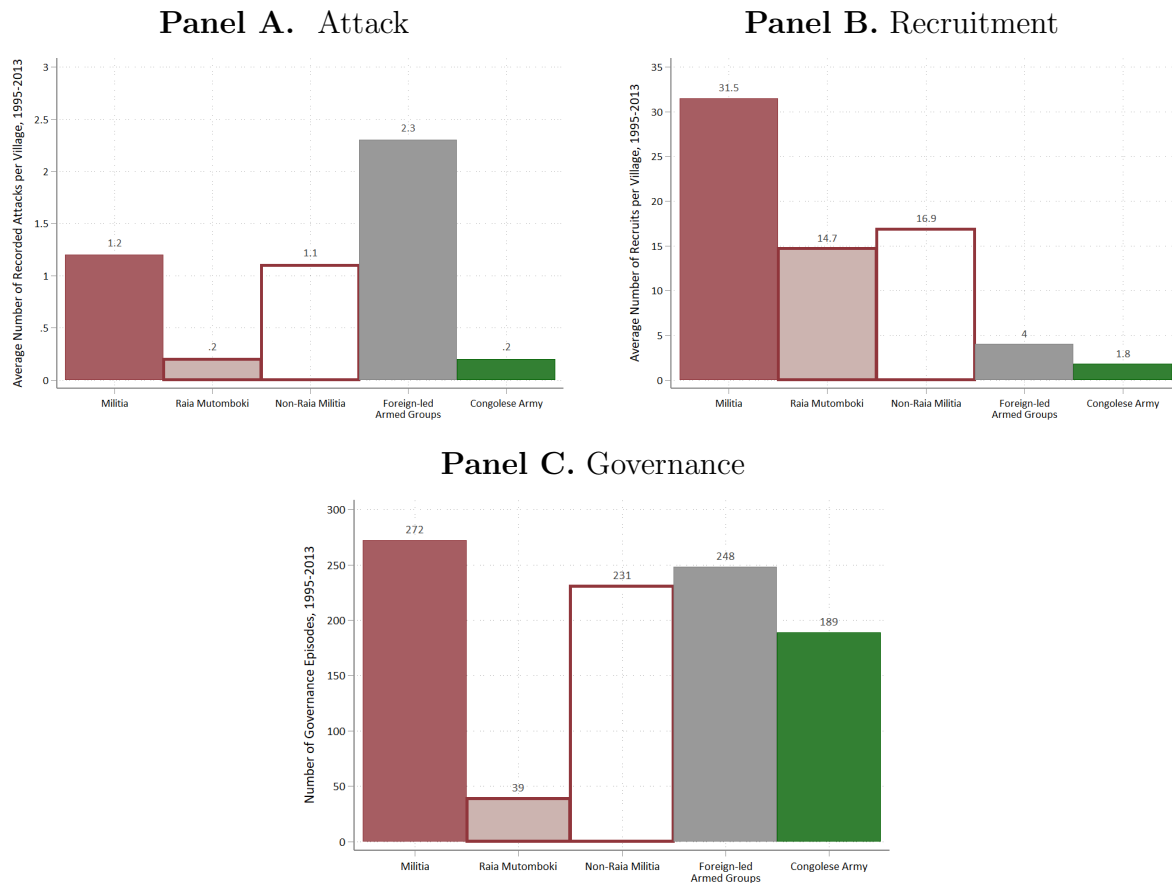 Panel A. Attack
Average Number of Recorded Attacks per Village, 1995-2013
3
2.5
2
1.5
1
.5
0
1.2
.2
1.1
2.3
.2
Militia
Raia Mutomboki
Non-Raia Militia
Foreign-led
Armed Groups
Congolese Army
Panel B. Recruitment
Average Number of Recruits per Village, 1995-2013
35
30
25
20
15
10
5
0
31.5
14.7
16.9
4
1.8
Militia
Raia Mutomboki
Non-Raia Militia
Foreign-led
Armed Groups
Congolese Army
Panel C. Governance
Number of Governance Episodes, 1995-2013
300
250
200
150
100
50
0
272
39
231
248
189
Militia
Raia Mutomboki
Non-Raia Militia
Foreign-led
Armed Groups
Congolese Army